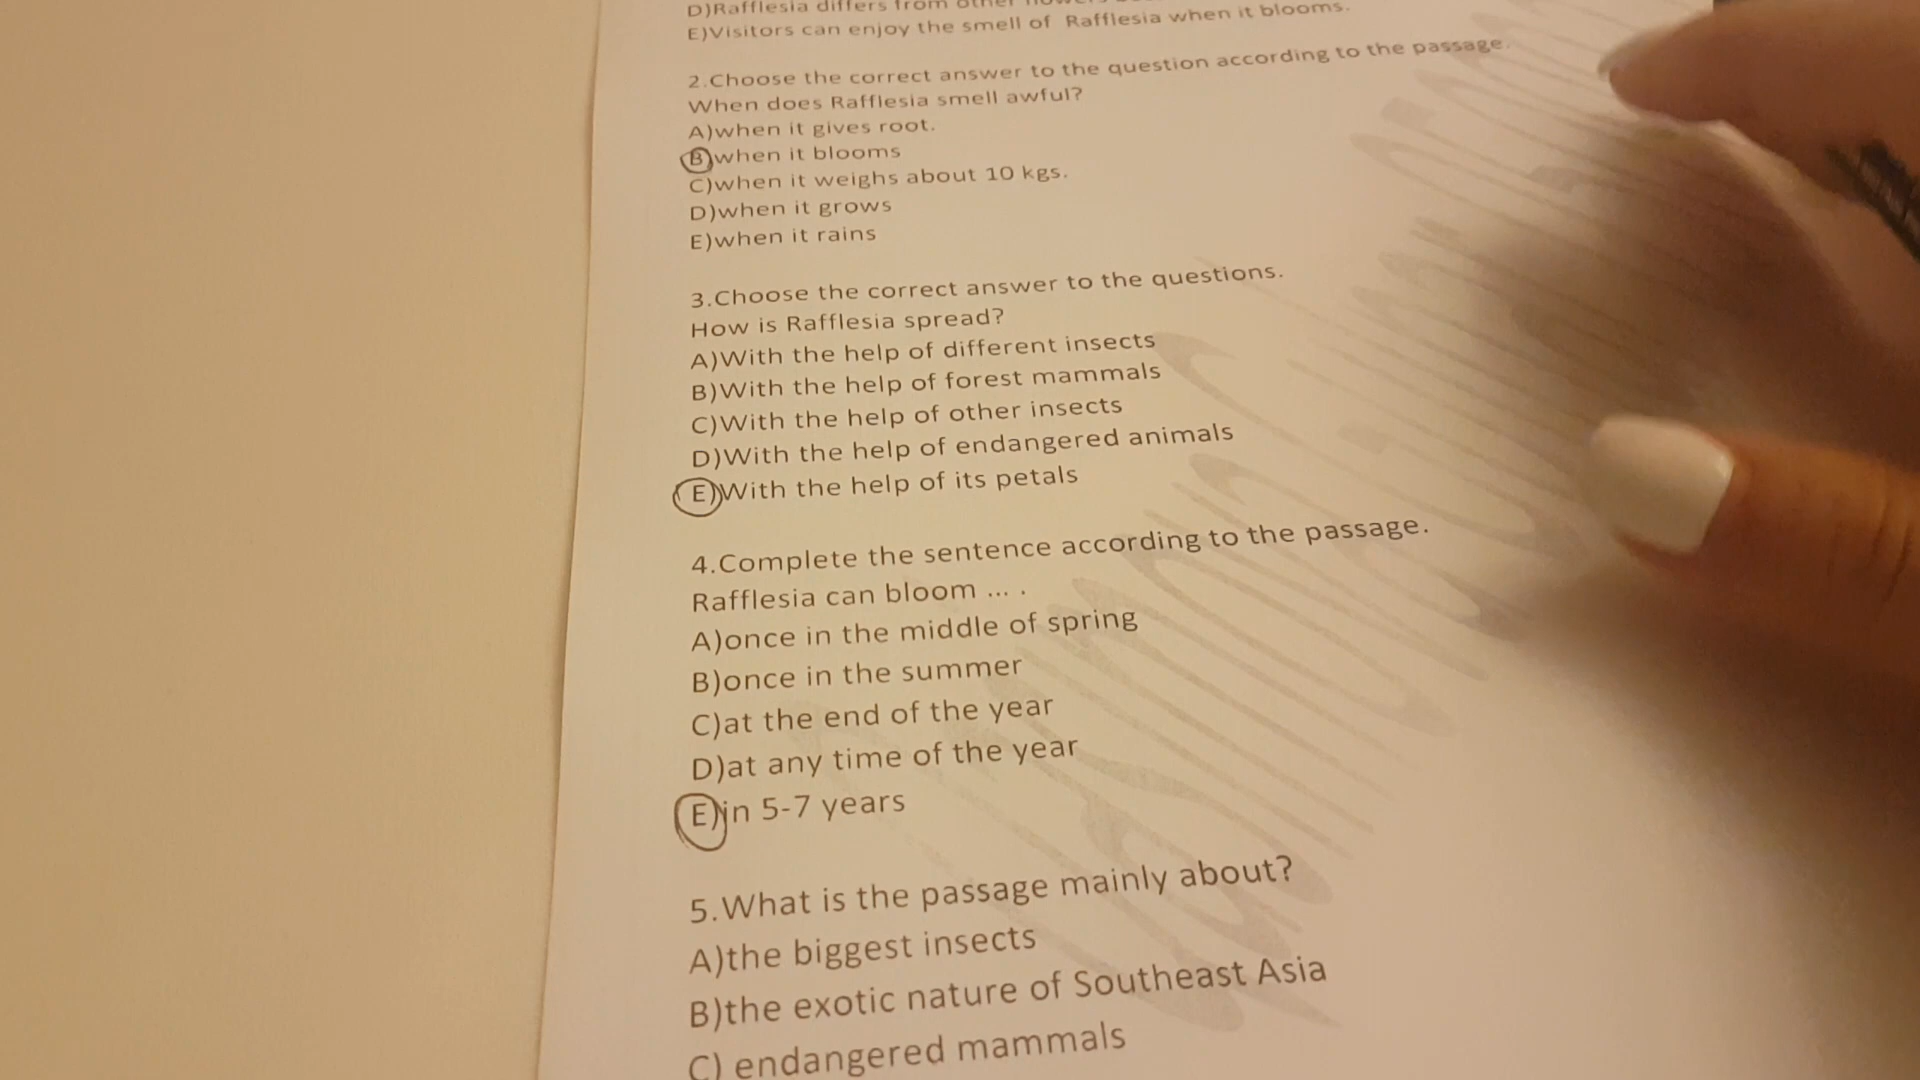 D)Rafflesia differs from other
E)Visitors can enjoy the smell of Rafflesia when it blooms.
2.Choose the correct answer to the question according to the passage.
When does Rafflesia smell awful?
A)when it gives root.
B)when it blooms
C)when it weighs about 10 kgs.
D)when it grows
E)when it rains
3.Choose the correct answer to the questions.
How is Rafflesia spread?
A)With the help of different insects
B)With the help of forest mammals
C)With the help of other insects
D)With the help of endangered animals
E)With the help of its petals
4.Complete the sentence according to the passage.
Rafflesia can bloom ... .
A)once in the middle of spring
B)once in the summer
C)at the end of the year
D)at any time of the year
E)in 5-7 years
5.What is the passage mainly about?
A)the biggest insects
B)the exotic nature of Southeast Asia
C) endangered mammals